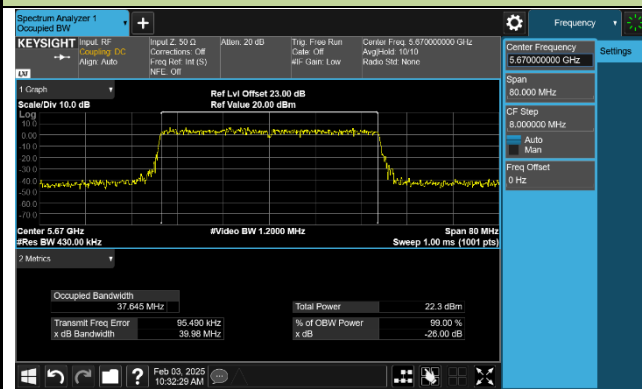 Spectrum Analyzer 1
Occupied BW
Frequency
KEYSIGHT
Input: RF
Coupling: DC
Align: Auto
Input Z: 50 Ω
Corrections: Off
Freq Ref: Int (S)
NFE: Off
Atten: 20 dB
Trig: Free Run
Gate: Off
#IF Gain: Low
Center Freq: 5.670000000 GHz
Avg|Hold: 10/10
Radio Std: None
LXI
Center Frequency
5.670000000 GHz
Settings
Span
80.000 MHz
CF Step
8.000000 MHz
Auto
Man
Freq Offset
0 Hz
1 Graph
Scale/Div 10.0 dB
Ref Lvl Offset 23.00 dB
Ref Value 20.00 dBm
Log
10.0
0.00
-10.0
-20.0
-30.0
-40.0
-50.0
-60.0
-70.0
Center 5.67 GHz
#Res BW 430.00 kHz
#Video BW 1.2000 MHz
Span 80 MHz
Sweep 1.00 ms (1001 pts)
2 Metrics
Occupied Bandwidth
37.645 MHz
Total Power 22.3 dBm
Transmit Freq Error 95.490 kHz
% of OBW Power 99.00 %
x dB Bandwidth 39.98 MHz
x dB -26.00 dB
?
Feb 03, 2025
10:32:29 AM